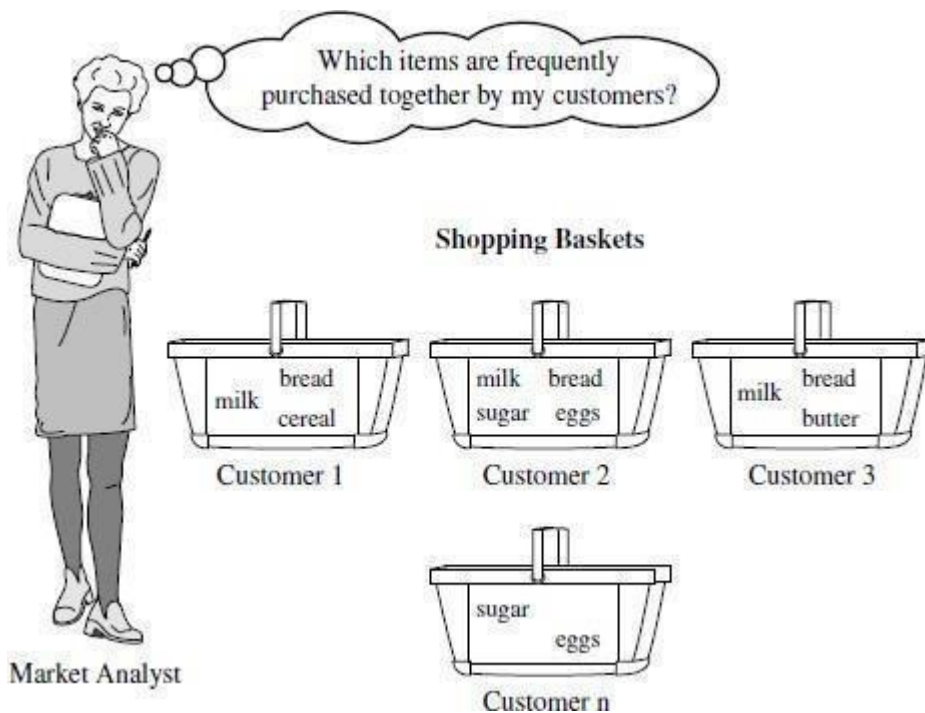 Which items are frequently
purchased together by my customers?
Shopping Baskets
milk
bread
cereal
Customer 1
milk bread
sugar eggs
Customer 2
milk
bread
butter
Customer 3
sugar
eggs
Customer n
Market Analyst